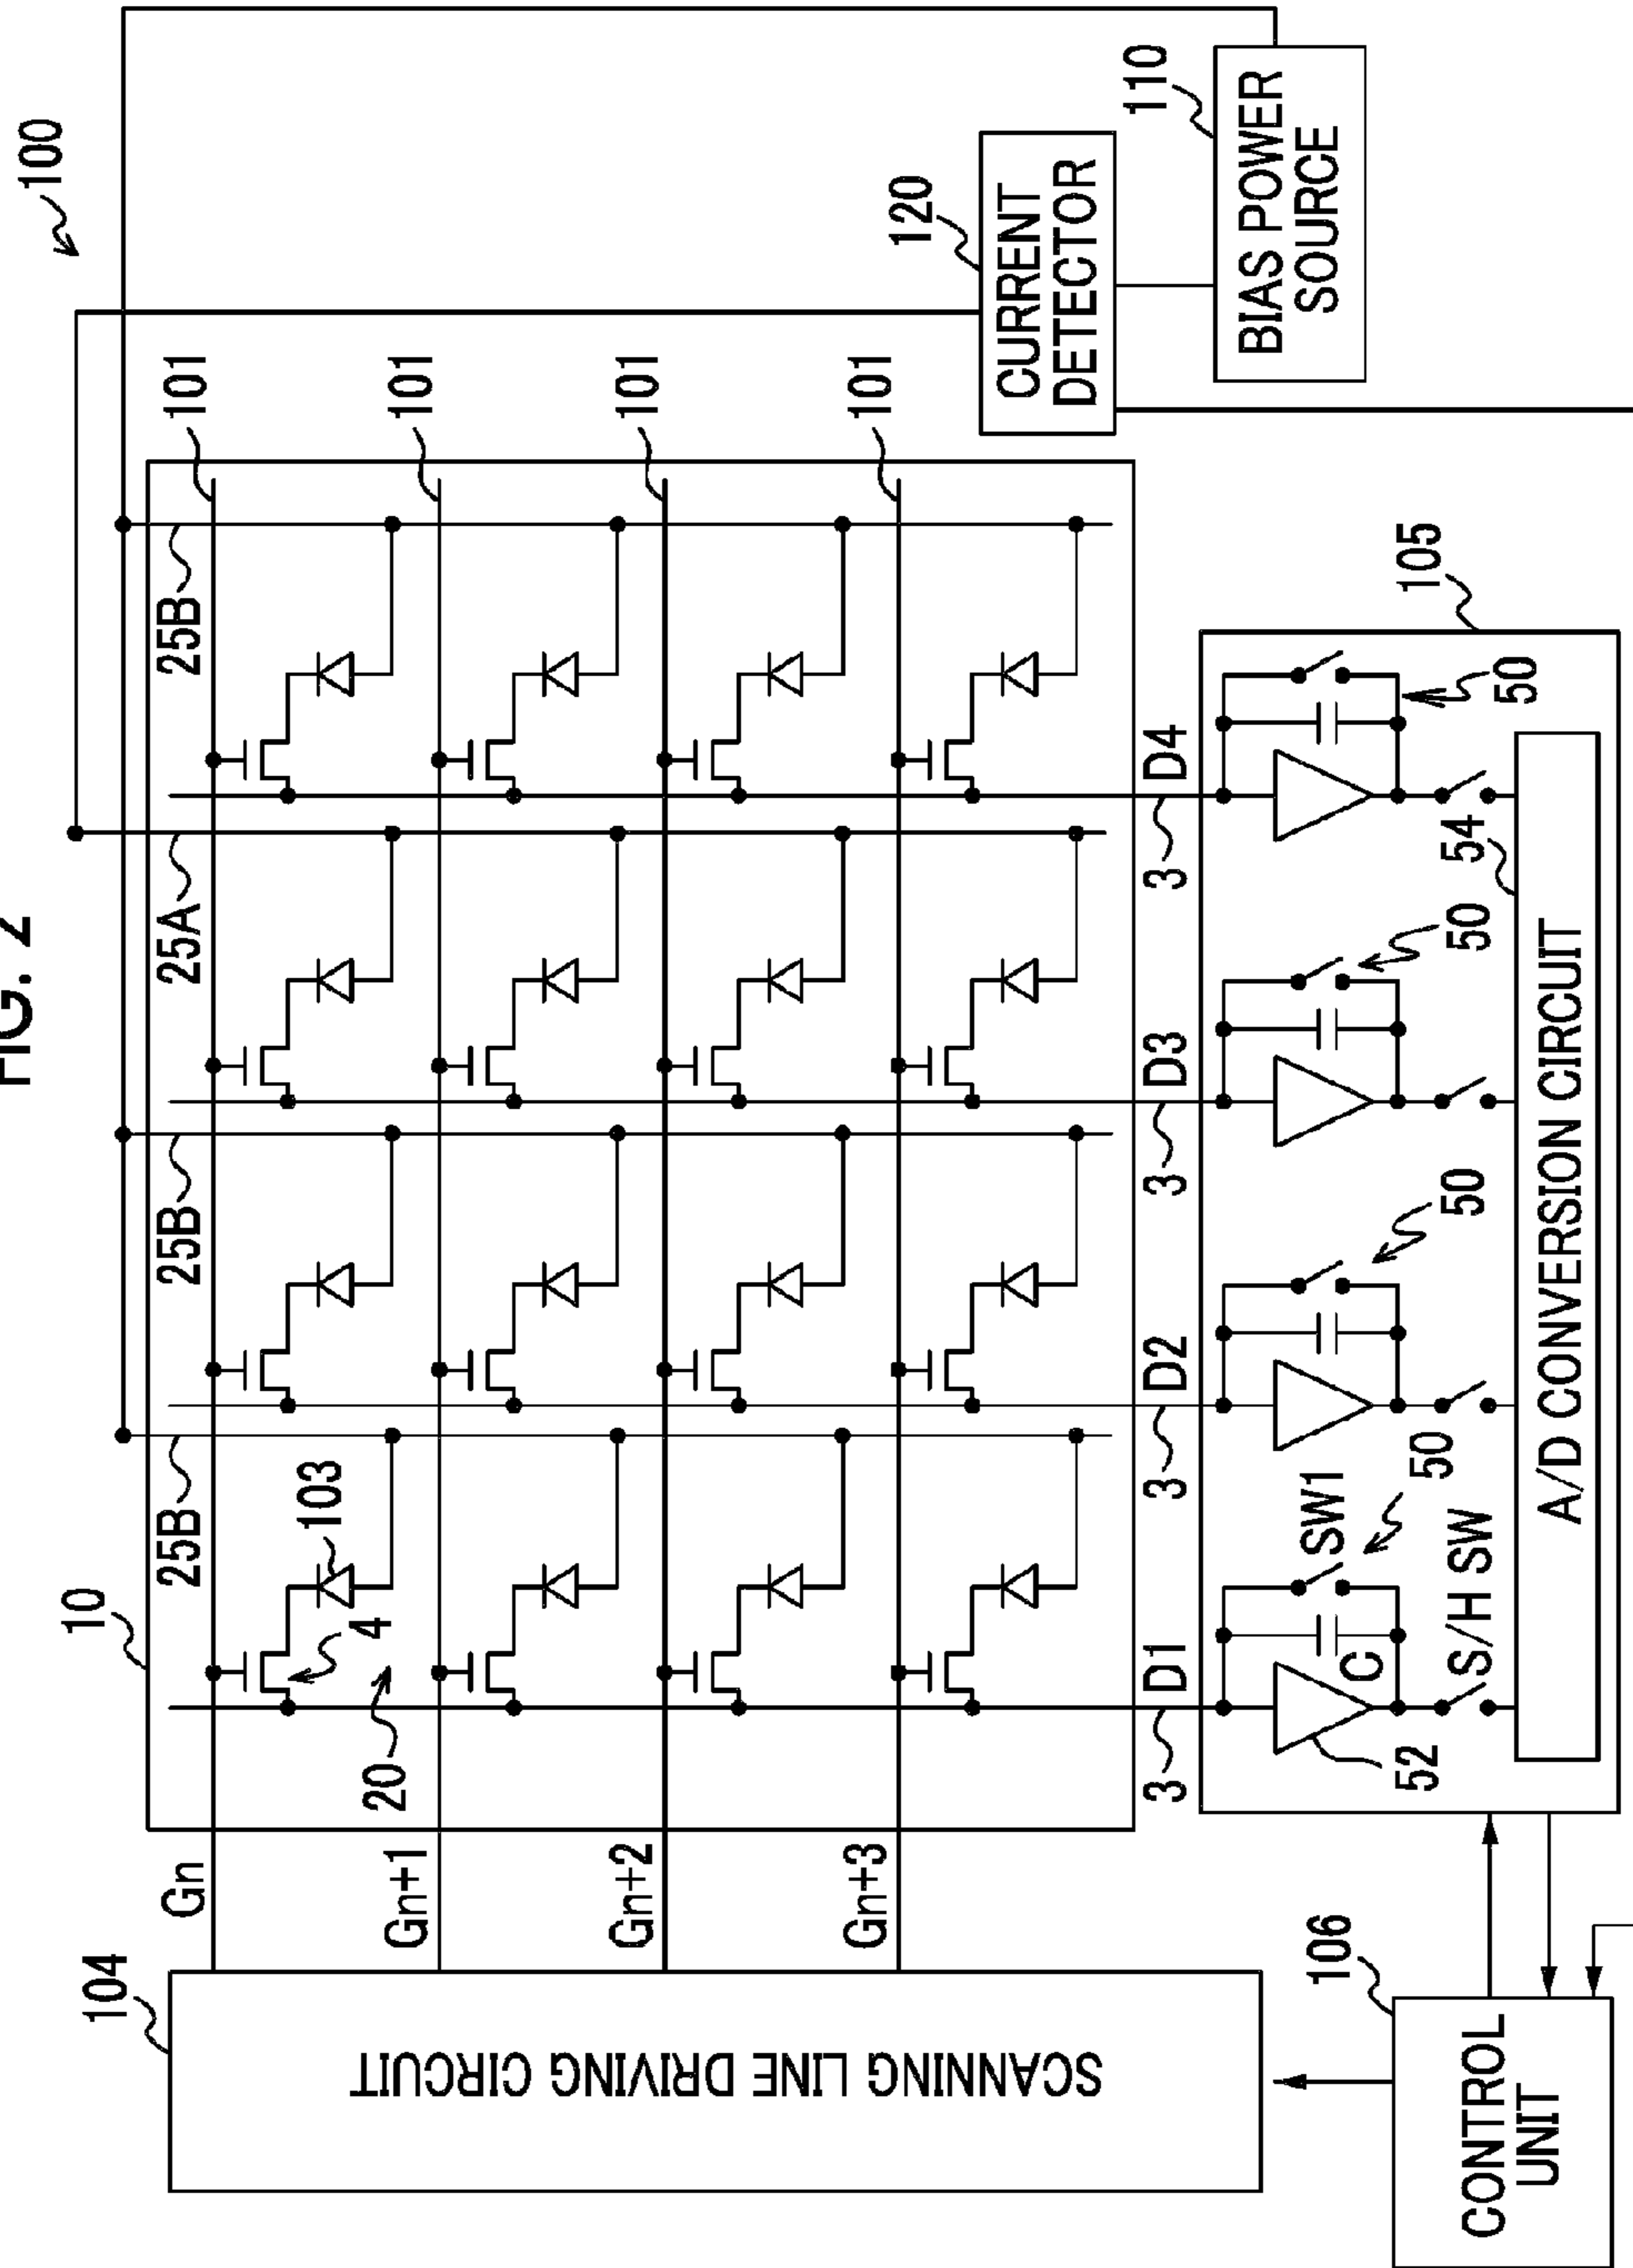 FIG. 2
100
10
104
Gn
25B
25B
25A
25B
101
103
4
20
Gn+1
101
Gn+2
101
Gn+3
101
SCANNING LINE DRIVING CIRCUIT
120
CURRENT
DETECTOR
110
BIAS POWER
SOURCE
3
D1
3
D2
3
D3
3
D4
105
106
CONTROL
UNIT
52
C
SW1
50
50
50
50
S/H SW
54
A/D CONVERSION CIRCUIT